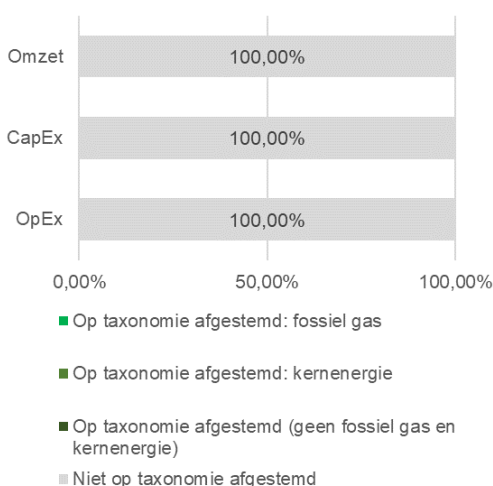 Omzet 100,00%
CapEx 100,00%
OpEx 100,00%
0,00% 50,00% 100,00%
Op taxonomie afgestemd: fossiel gas
Op taxonomie afgestemd: kernenergie
Op taxonomie afgestemd (geen fossiel gas en
kernenergie)
Niet op taxonomie afgestemd